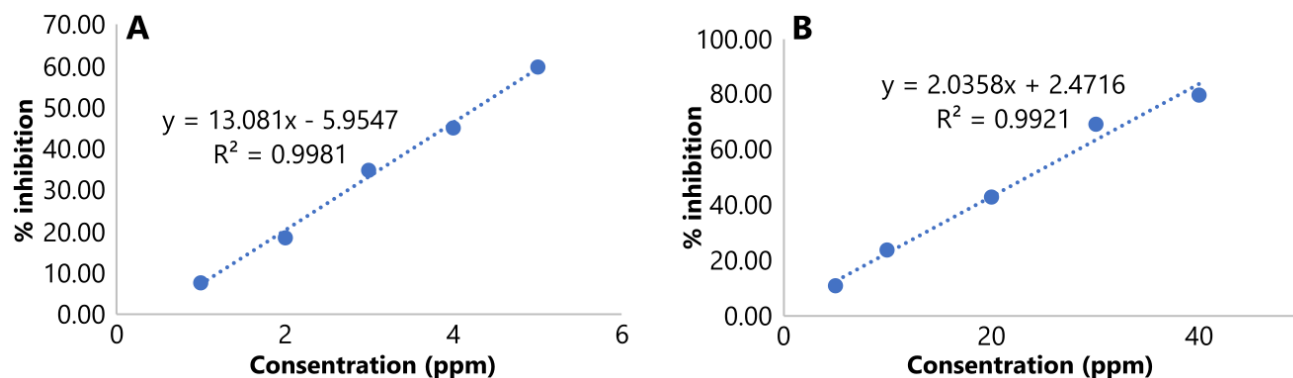 A
70.00
60.00
50.00
40.00
30.00
20.00
10.00
0.00
% inhibition
y = 13.081x - 5.9547
R² = 0.9981
0
2
4
6
Consentration (ppm)
B
100.00
80.00
60.00
40.00
20.00
0.00
% inhibition
y = 2.0358x + 2.4716
R² = 0.9921
0
20
40
Consentration (ppm)